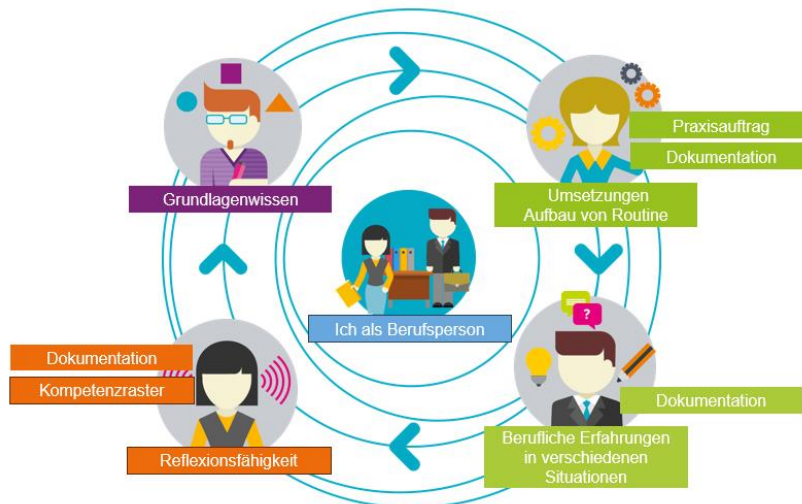 Grundlagenwissen
Praxisauftrag
Dokumentation
Umsetzungen
Aufbau von Routine
Ich als Berufsperson
?
Dokumentation
Berufliche Erfahrungen
in verschiedenen
Situationen
Dokumentation
Kompetenzraster
Reflexionsfähigkeit